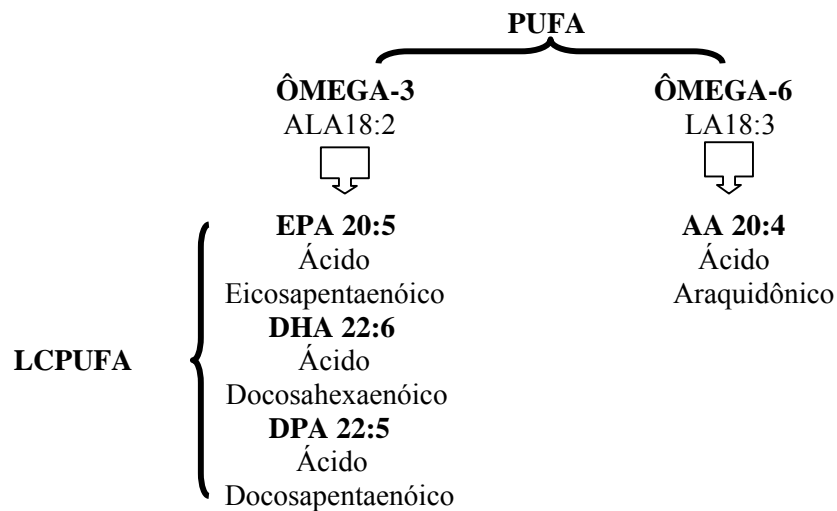 PUFA
ÔMEGA-3
ALA18:2
ÔMEGA-6
LA18:3
LCPUFA
EPA 20:5
Ácido
Eicosapentaenóico
DHA 22:6
Ácido
Docosahexaenóico
DPA 22:5
Ácido
Docosapentaenóico
AA 20:4
Ácido
Araquidônico